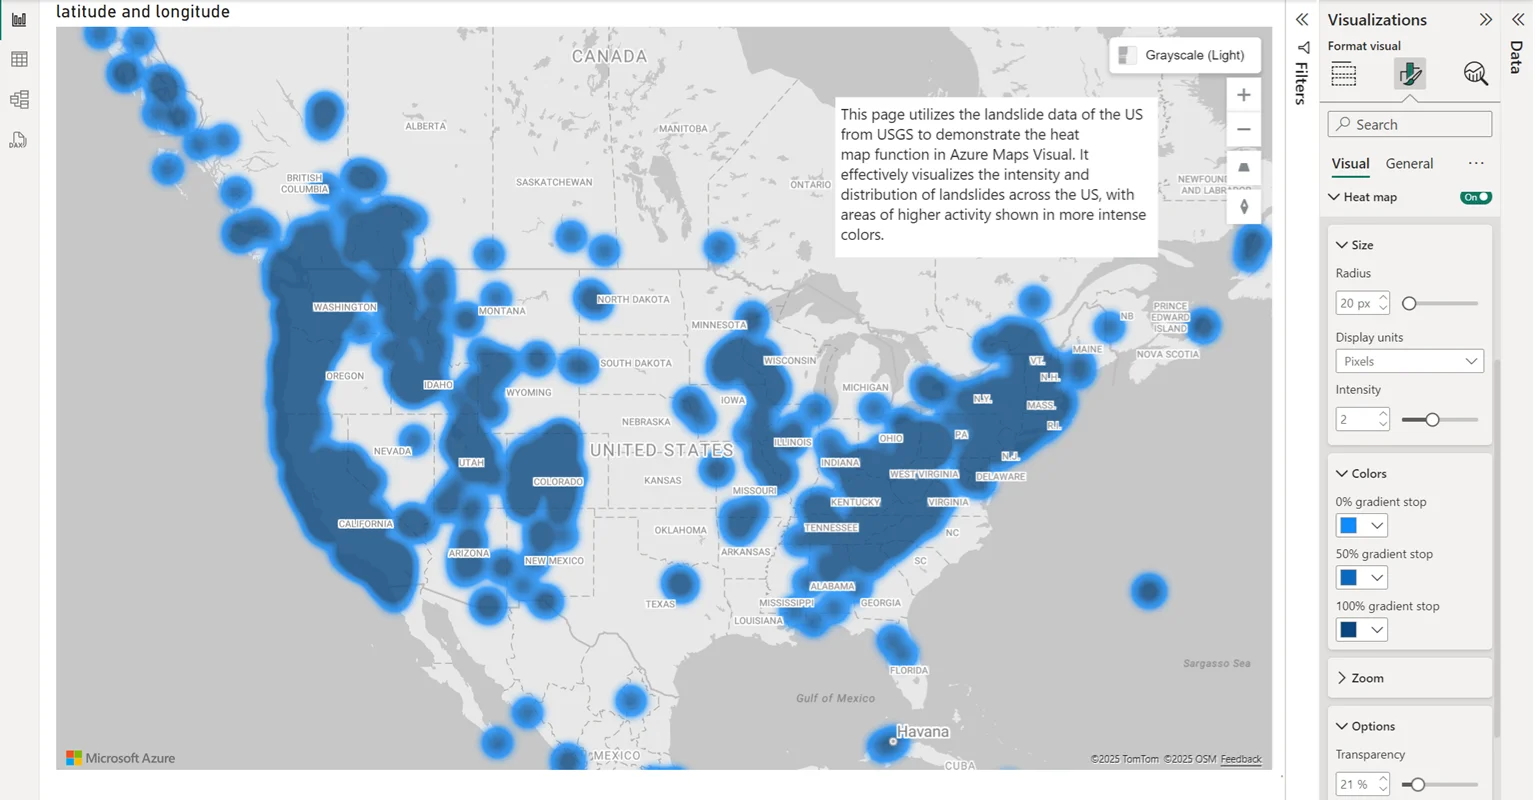 latitude and longitude
CANADA
Grayscale (Light)
ALBERTA
MANITOBA
BRITISH
COLUMBIA
SASKATCHEWAN
ONTARIO
This page utilizes the landslide data of the US
from USGS to demonstrate the heat
map function in Azure Maps Visual. It
effectively visualizes the intensity and
distribution of landslides across the US, with
areas of higher activity shown in more intense
colors.
NEWFOUND
AND LABRADOR
WASHINGTON
MONTANA
NORTH DAKOTA
MINNESOTA
PRINCE
EDWARD
ISLAND
NB
MAINE
NOVA SCOTIA
OREGON
IDAHO
WYOMING
SOUTH DAKOTA
WISCONSIN
MICHIGAN
VT.
N.H.
N.Y.
MASS.
R.I.
NEBRASKA
IOWA
NEVADA
UTAH
COLORADO
UNITED STATES
KANSAS
ILLINOIS
INDIANA
OHIO
PA
N.J.
MISSOURI
WEST VIRGINIA
DELAWARE
KENTUCKY
VIRGINIA
CALIFORNIA
ARIZONA
NEW MEXICO
OKLAHOMA
ARKANSAS
TENNESSEE
NC
SC
TEXAS
LOUISIANA
MISSISSIPPI
ALABAMA
GEORGIA
FLORIDA
Gulf of Mexico
Sargasso Sea
Havana
CUBA
MÉXICO
Microsoft Azure
©2025 TomTom ©2025 OSM Feedback
Filters
Visualizations
Format visual
Search
Visual
General
Heat map
On
Size
Radius
20 px
Display units
Pixels
Intensity
2
Colors
0% gradient stop
50% gradient stop
100% gradient stop
Zoom
Options
Transparency
21 %
Data
DAX